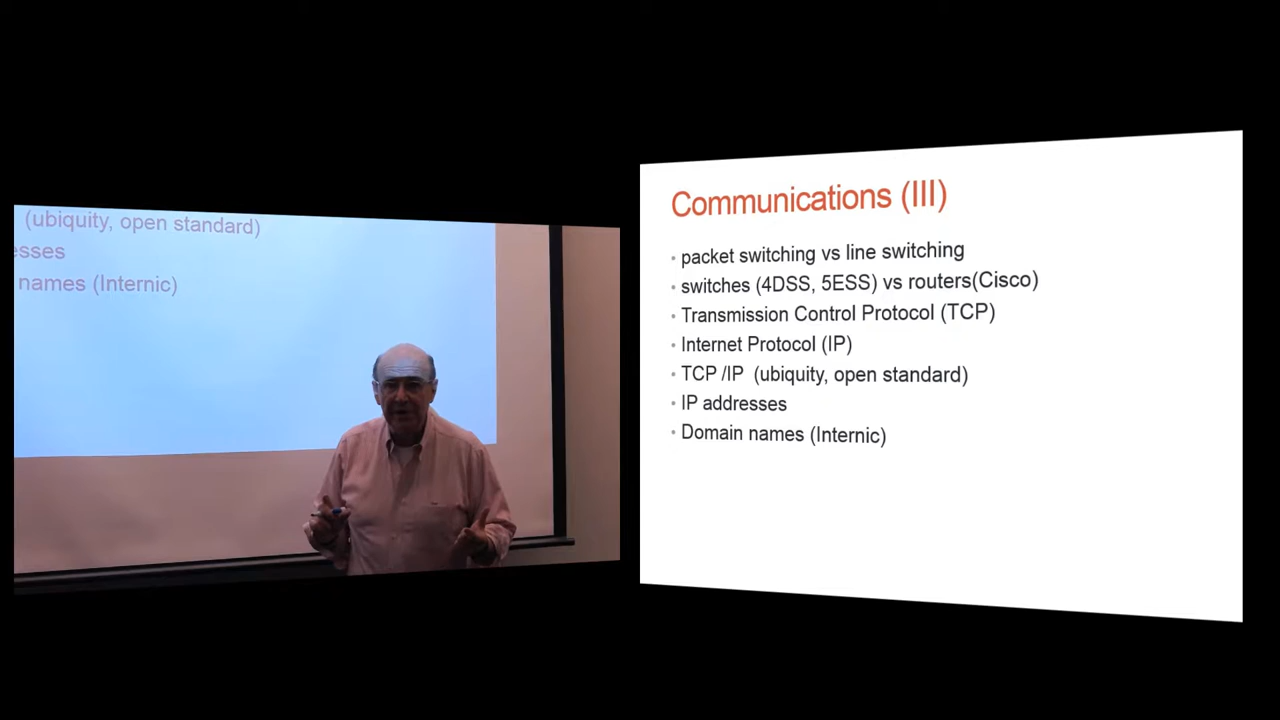 (ubiquity, open standard)
esses
names (Internic)
Communications (III)
• packet switching vs line switching
• switches (4DSS, 5ESS) vs routers(Cisco)
• Transmission Control Protocol (TCP)
• Internet Protocol (IP)
• TCP /IP (ubiquity, open standard)
• IP addresses
• Domain names (Internic)